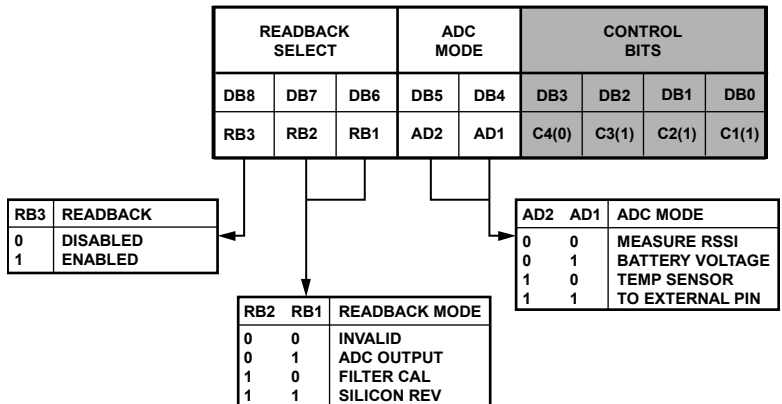 READBACK SELECT ADC MODE CONTROL BITS
DB8 DB7 DB6 DB5 DB4 DB3 DB2 DB1 DB0
RB3 RB2 RB1 AD2 AD1 C4(0) C3(1) C2(1) C1(1)
RB3 READBACK
0 DISABLED
1 ENABLED
AD2 AD1 ADC MODE
0 0 MEASURE RSSI
0 1 BATTERY VOLTAGE
1 0 TEMP SENSOR
1 1 TO EXTERNAL PIN
RB2 RB1 READBACK MODE
0 0 INVALID
0 1 ADC OUTPUT
1 0 FILTER CAL
1 1 SILICON REV